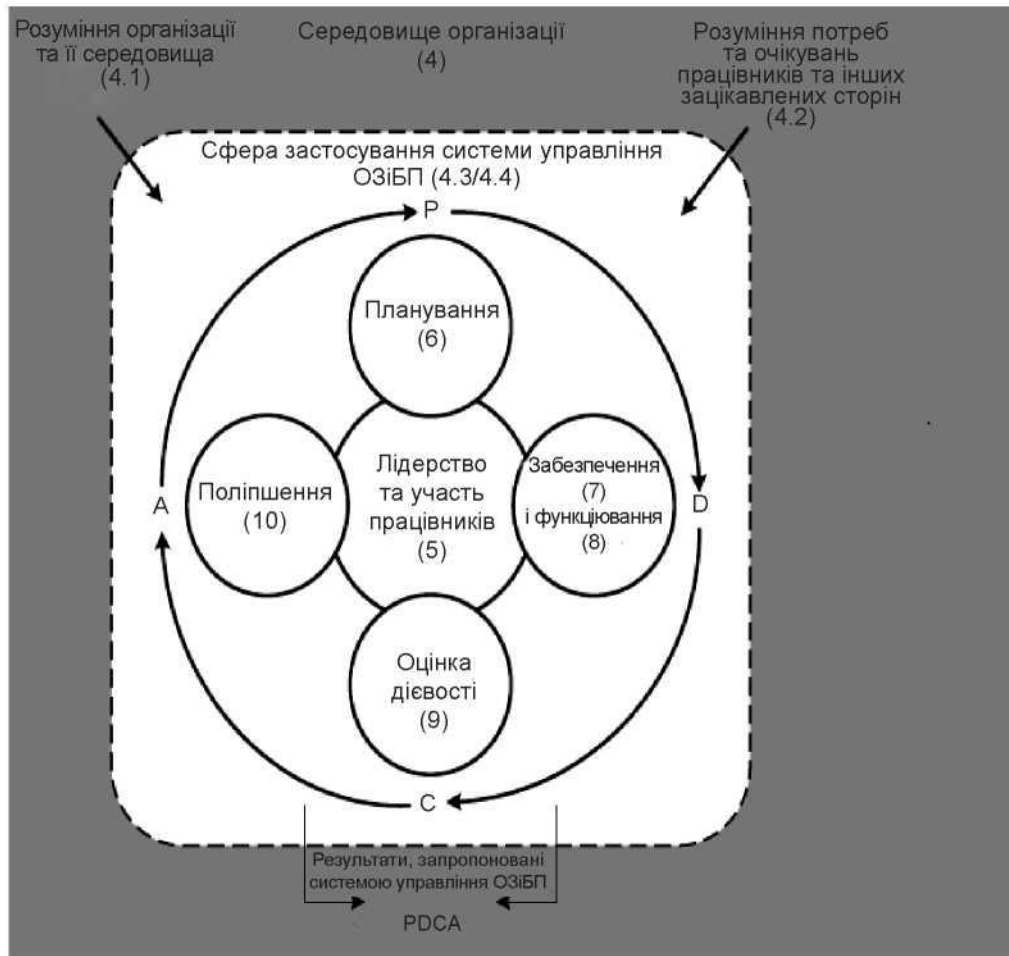 Розуміння організації
та її середовища
(4.1)
Середовище організації
(4)
Розуміння потреб
та очікувань
працівників та інших
зацікавлених сторін
(4.2)
Сфера застосування системи управління
ОЗіБП (4.3/4.4)
P
Планування
(6)
A
Поліпшення
(10)
Лідерство
та участь
працівників
(5)
Забезпечення
(7)
і функціювання
(8)
D
Оцінка
дієвості
(9)
C
Результати, запропоновані
системою управління ОЗіБП
PDCA